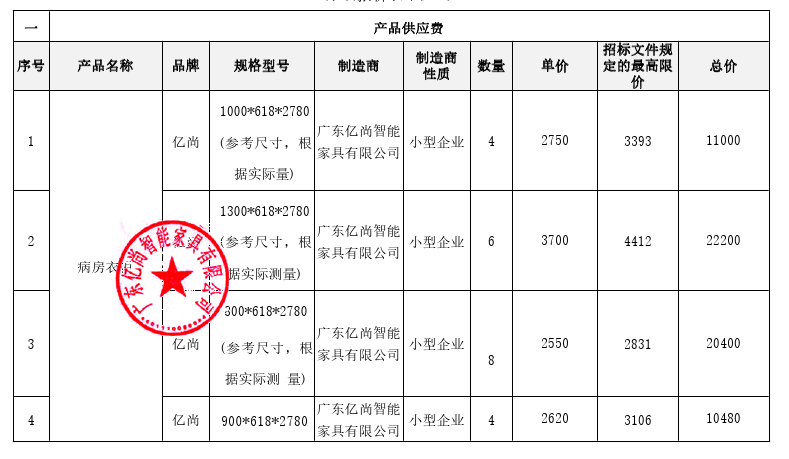 一 产品供应费
序号 产品名称 品牌 规格型号 制造商 制造商性质 数量 单价 招标文件规定的最高限价 总价
1 亿尚 1000*618*2780(参考尺寸，根据实际量) 广东亿尚智能家具有限公司 小型企业 4 2750 3393 11000
2 1300*618*2780(参考尺寸，根据实际测量) 广东亿尚智能家具有限公司 小型企业 6 3700 4412 22200
病房衣
广东亿尚智能家具有限公司
3 亿尚 800*618*2780(参考尺寸，根据实际测 量) 广东亿尚智能家具有限公司 小型企业 8 2550 2831 20400
4 亿尚 900*618*2780 广东亿尚智能家具有限公司 小型企业 4 2620 3106 10480